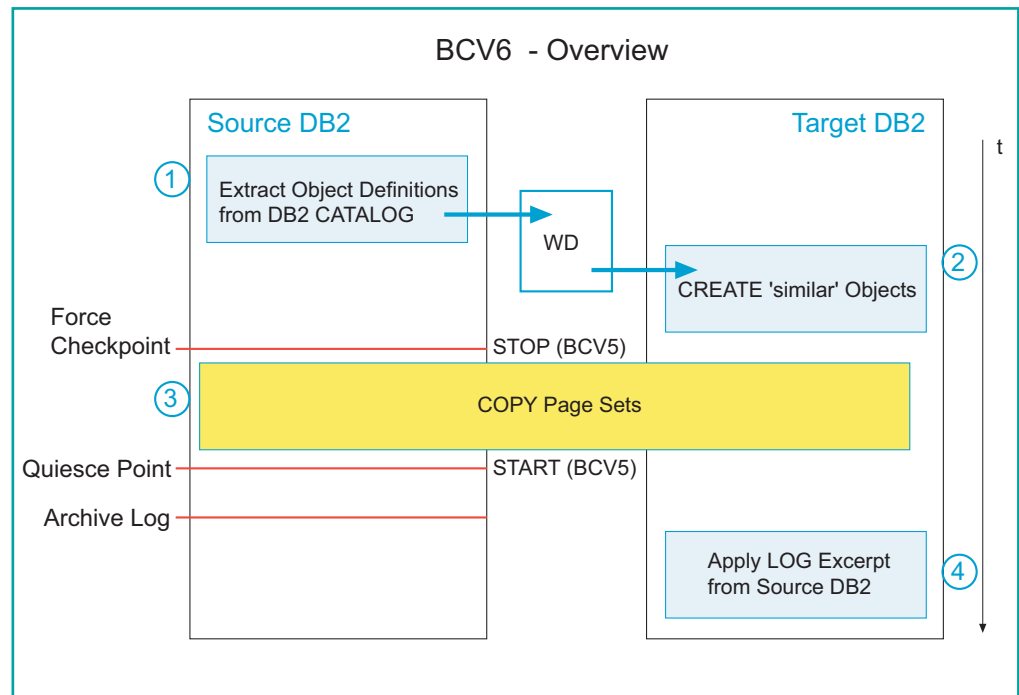 BCV6 - Overview
Source DB2
Target DB2
t
1
Extract Object Definitions
from DB2 CATALOG
WD
2
CREATE 'similar' Objects
Force
Checkpoint
STOP (BCV5)
3
COPY Page Sets
Quiesce Point
START (BCV5)
Archive Log
Apply LOG Excerpt
from Source DB2
4